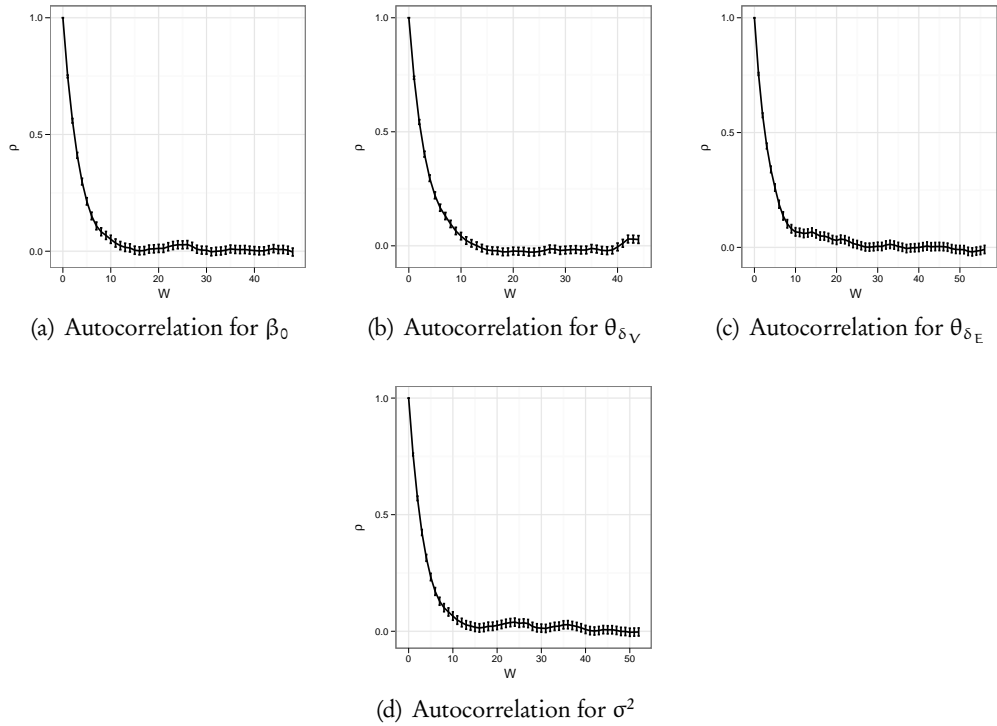 1.0
0.5
0.0
ρ
0 10 20 30 40
W
(a) Autocorrelation for β₀
1.0
0.5
0.0
ρ
0 10 20 30 40
W
(b) Autocorrelation for θ_δ_V
1.0
0.5
0.0
ρ
0 10 20 30 40 50
W
(c) Autocorrelation for θ_δ_E
1.0
0.5
0.0
ρ
0 10 20 30 40 50
W
(d) Autocorrelation for σ²